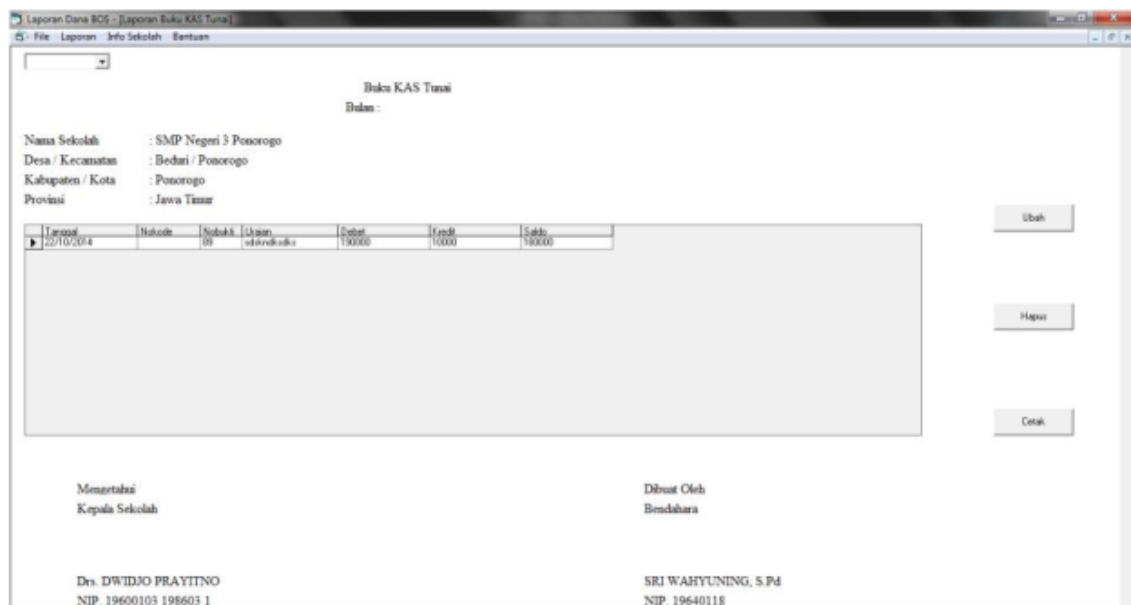 Laporan Dana BOS - [Laporan Buku KAS Tunai]
File Laporan Info Sekolah Bantuan
Buku KAS Tunai
Bulan :
Nama Sekolah : SMP Negeri 3 Ponorogo
Desa / Kecamatan : Beduri / Ponorogo
Kabupaten / Kota : Ponorogo
Provinsi : Jawa Timur
Ubah
Tanggal Nokode Nobukti Uraian Debet Kredit Saldo
22/10/2014 89 190000 10000 180000
Hapus
Cetak
Mengetahui Dibuat Oleh
Kepala Sekolah Bendahara
Drs. DWIDJO PRAYITNO SRI WAHYUNING, S.Pd
NIP. 19600103 198603 1 NIP. 19640118